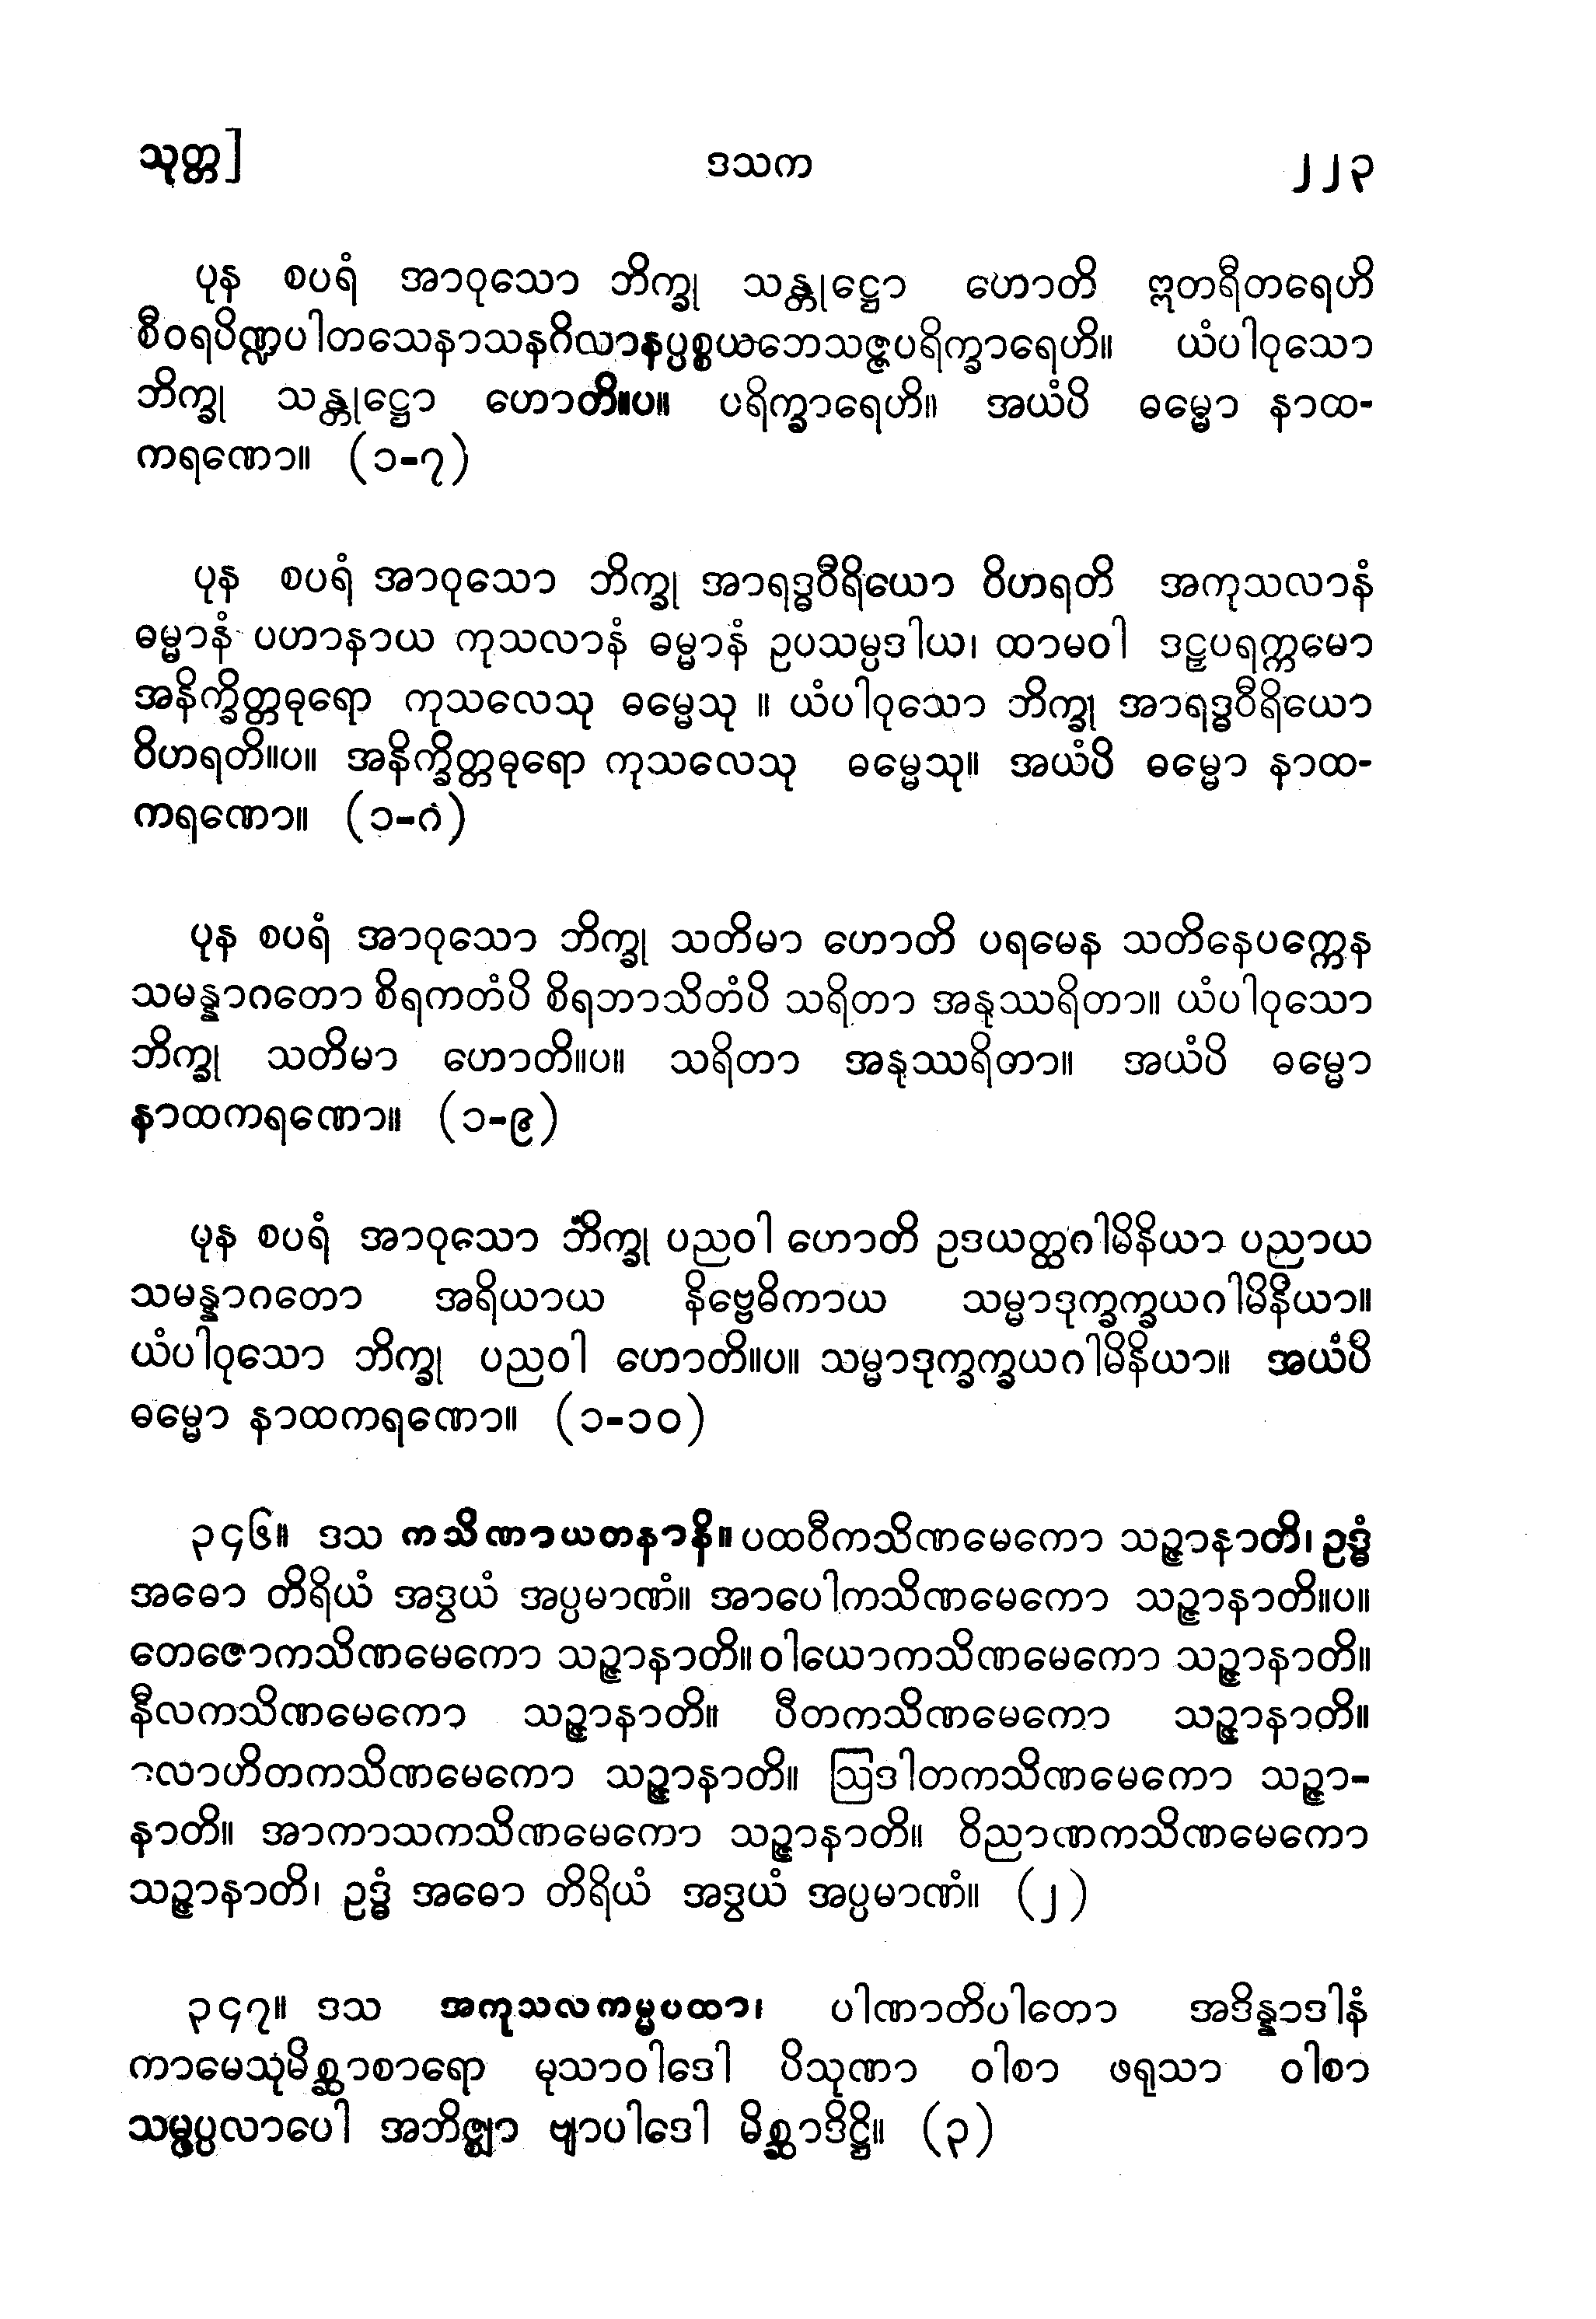 သုတ္တ] ဒသက ၂၂၃
ပုန စပရံ အာဝုသော ဘိက္ခု သန္တုဋ္ဌော ဟောတိ ဣတရီတရေဟိ
စီဝရပိဏ္ဍပါတသေနာသနဂိလာနပ္ပစ္စယဘေသဇ္ဇပရိက္ခာရေဟိ။ ယံပါဝုသော
ဘိက္ခု သန္တုဋ္ဌော ဟောတိ။ပ။ ပရိက္ခာရေဟိ။ အယံပိ ဓမ္မော နာထ-
ကရဏော။ (၁-၇)
ပုန စပရံ အာဝုသော ဘိက္ခု အာရဒ္ဓဝီရိယော ဝိဟရတိ အကုသလာနံ
ဓမ္မာနံ ပဟာနာယ ကုသလာနံ ဓမ္မာနံ ဥပသမ္ပဒါယ၊ ထာမဝါ ဒဠှပရက္ကမော
အနိက္ခိတ္တဓုရော ကုသလေသု ဓမ္မေသု ။ ယံပါဝုသော ဘိက္ခု အာရဒ္ဓဝီရိယော
ဝိဟရတိ။ပ။ အနိက္ခိတ္တဓုရော ကုသလေသု ဓမ္မေသု။ အယံပိ ဓမ္မော နာထ-
ကရဏော။ (၁-၈)
ပုန စပရံ အာဝုသော ဘိက္ခု သတိမာ ဟောတိ ပရမေန သတိနေပက္ကေန
သမန္နာဂတော စိရကတံပိ စိရဘာသိတံပိ သရိတာ အနုဿရိတာ။ ယံပါဝုသော
ဘိက္ခု သတိမာ ဟောတိ။ပ။ သရိတာ အနုဿရိတာ။ အယံပိ ဓမ္မော
နာထကရဏော။ (၁-၉)
ပုန စပရံ အာဝုသော ဘိက္ခု ပညဝါ ဟောတိ ဥဒယတ္ထဂါမိနိယာ ပညာယ
သမန္နာဂတော အရိယာယ နိဗ္ဗေဓိကာယ သမ္မာဒုက္ခက္ခယဂါမိနိယာ။
ယံပါဝုသော ဘိက္ခု ပညဝါ ဟောတိ။ပ။ သမ္မာဒုက္ခက္ခယဂါမိနိယာ။ အယံပိ
ဓမ္မော နာထကရဏော။ (၁-၁၀)
၃၄၆။ ဒသ ကသိဏာယတနာနိ။ ပထဝီကသိဏမေကော သဉ္ဇာနာတိ၊ ဥဒ္ဓံ
အဓော တိရိယံ အဒွယံ အပ္ပမာဏံ။ အာပေါကသိဏမေကော သဉ္ဇာနာတိ။ပ။
တေဇောကသိဏမေကော သဉ္ဇာနာတိ။ ဝါယောကသိဏမေကော သဉ္ဇာနာတိ။
နီလကသိဏမေကော သဉ္ဇာနာတိ။ ပီတကသိဏမေကော သဉ္ဇာနာတိ။
လောဟိတကသိဏမေကော သဉ္ဇာနာတိ။ ဩဒါတကသိဏမေကော သဉ္ဇာ-
နာတိ။ အာကာသကသိဏမေကော သဉ္ဇာနာတိ။ ဝိညာဏကသိဏမေကော
သဉ္ဇာနာတိ၊ ဥဒ္ဓံ အဓော တိရိယံ အဒွယံ အပ္ပမာဏံ။ (၂)
၃၄၇။ ဒသ အကုသလကမ္မပထာ၊ ပါဏာတိပါတော အဒိန္နာဒါနံ
ကာမေသုမိစ္ဆာစာရော မုသာဝါဒေါ ပိသုဏာ ဝါစာ ဖရုသာ ဝါစာ
သမ္ဖပ္ပလာပေါ အဘိဇ္ဈာ ဗျာပါဒေါ မိစ္ဆာဒိဋ္ဌိ။ (၃)